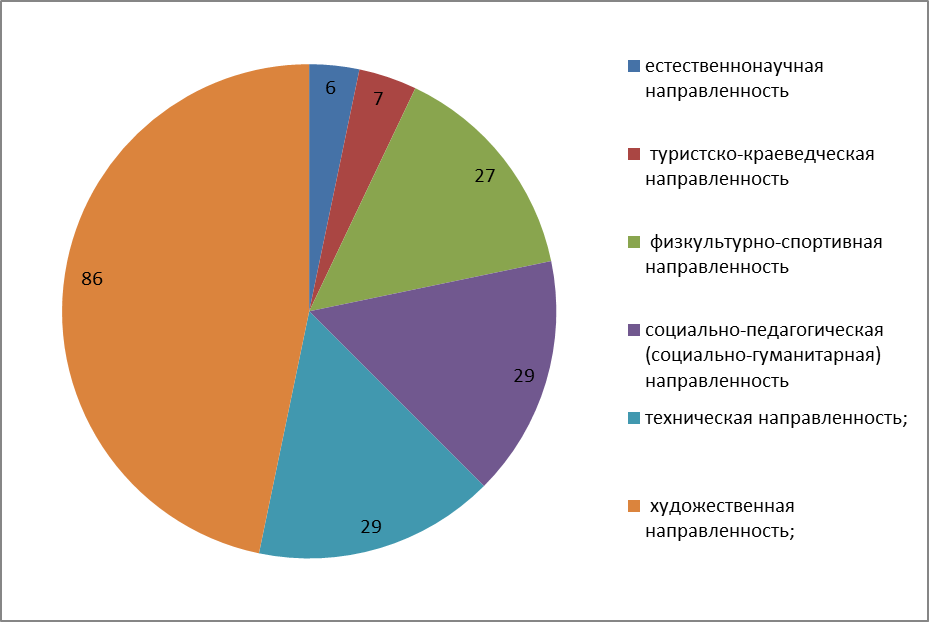 6
7
27
29
29
86
естественнонаучная
направленность
туристско-краеведческая
направленность
физкультурно-спортивная
направленность
социально-педагогическая
(социально-гуманитарная)
направленность
техническая направленность;
художественная
направленность;